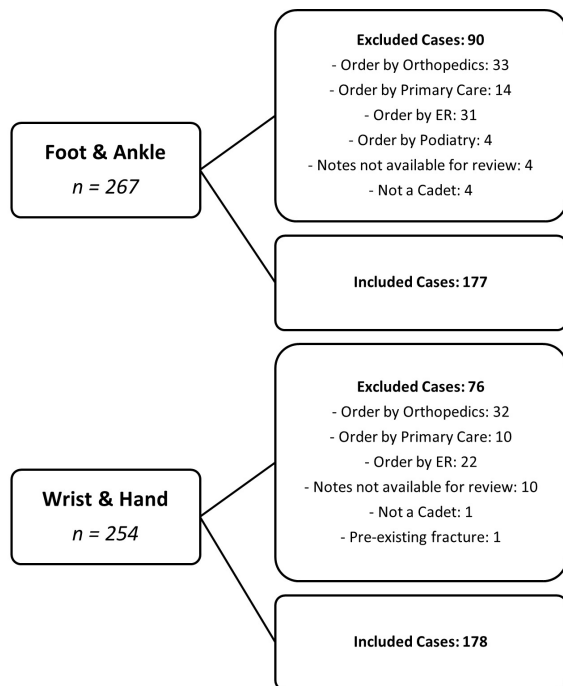 Foot & Ankle
n = 267
Excluded Cases: 90
- Order by Orthopedics: 33
- Order by Primary Care: 14
- Order by ER: 31
- Order by Podiatry: 4
- Notes not available for review: 4
- Not a Cadet: 4
Included Cases: 177
Wrist & Hand
n = 254
Excluded Cases: 76
- Order by Orthopedics: 32
- Order by Primary Care: 10
- Order by ER: 22
- Notes not available for review: 10
- Not a Cadet: 1
- Pre-existing fracture: 1
Included Cases: 178